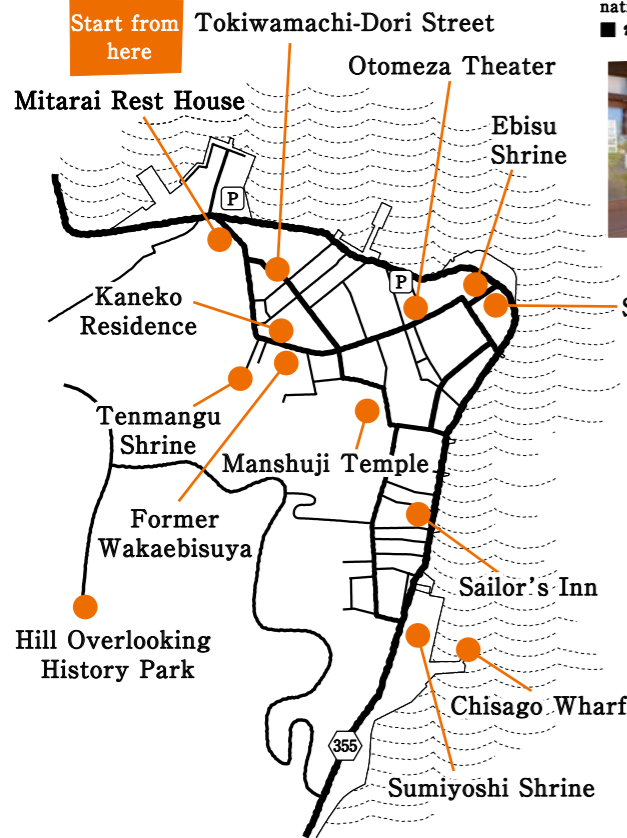 nati
Start from
here
Tokiwamachi-Dori Street
Otomeza Theater
Mitarai Rest House
Ebisu
Shrine
P
P
S
Kaneko
Residence
Tenmangu
Shrine
Manshuji Temple
Former
Wakaebisuya
Sailor's Inn
Hill Overlooking
History Park
Chisago Wharf
355
Sumiyoshi Shrine